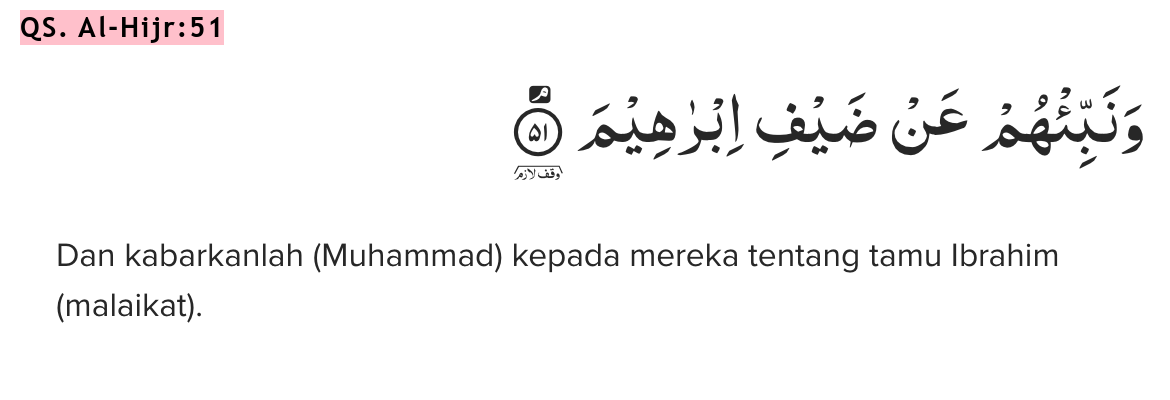 QS. Al-Hijr:51
وَنَبِّئْهُمْ عَنْ ضَيْفِ اِبْرٰهِيْمَۘ ۝٥١
وقف لازم
Dan kabarkanlah (Muhammad) kepada mereka tentang tamu Ibrahim
(malaikat).